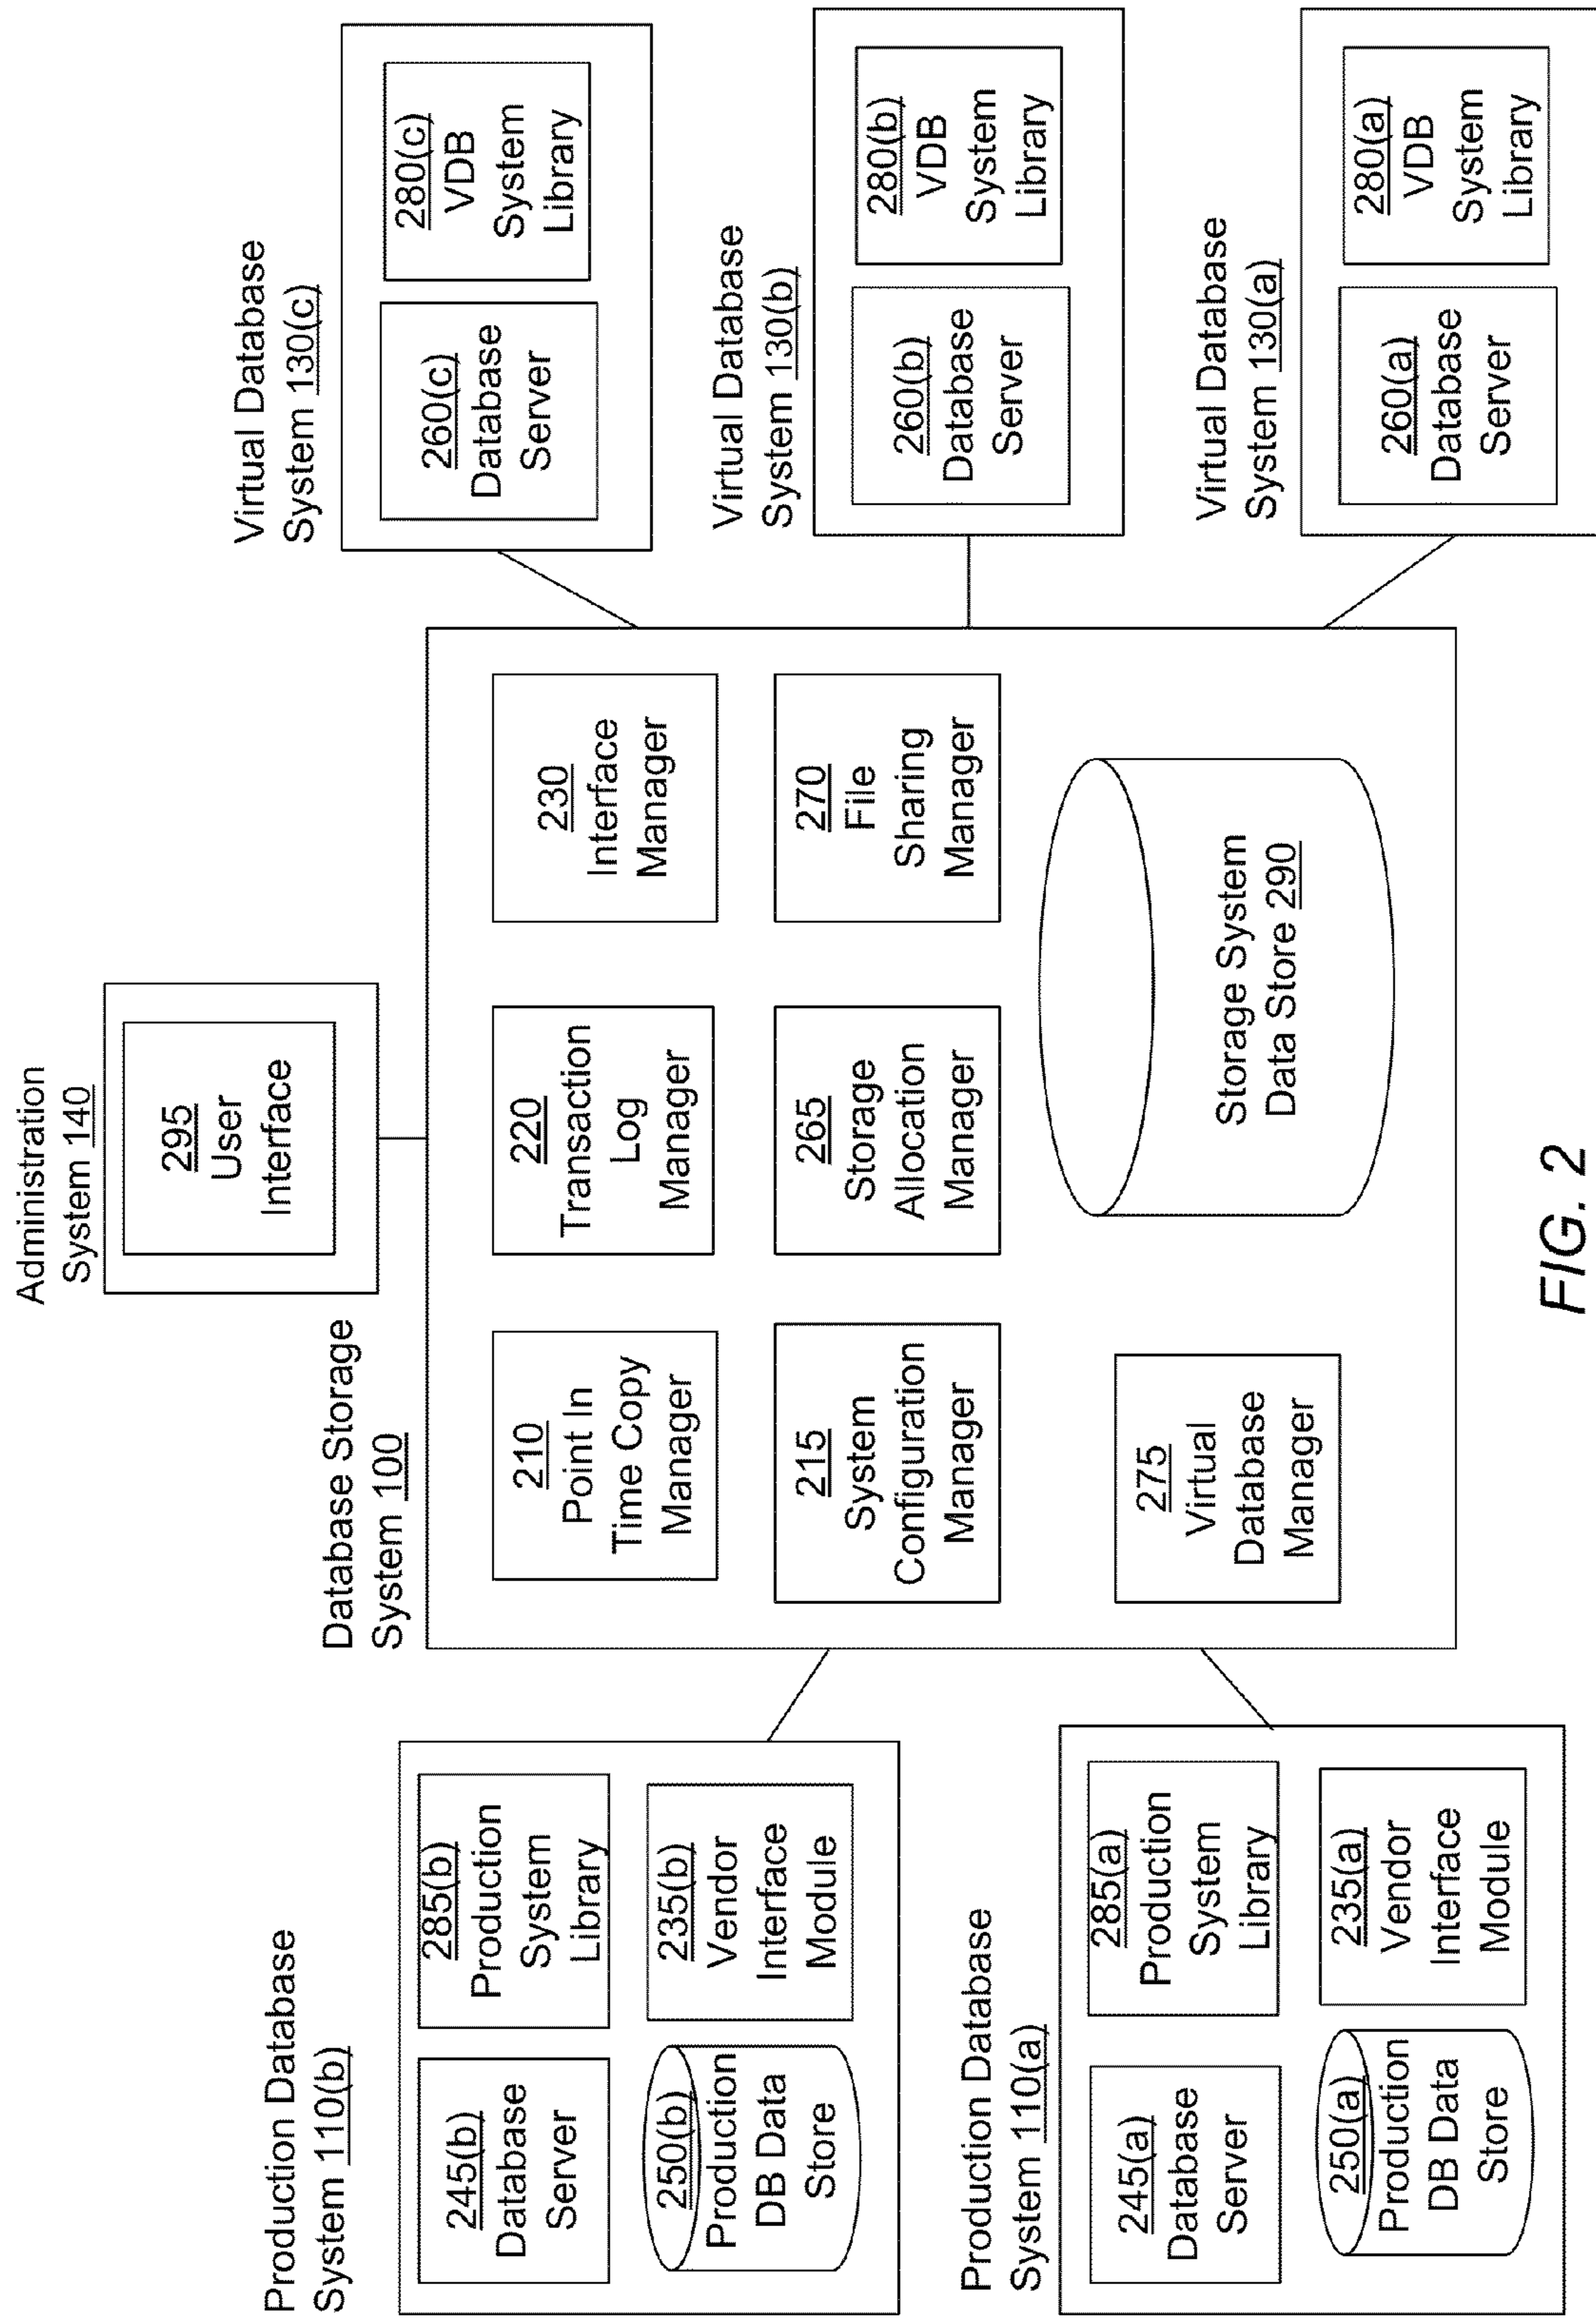 Administration
System 140
295
User
Interface
Database Storage
System 100
210
Point In
Time Copy
Manager
220
Transaction
Log
Manager
230
Interface
Manager
215
System
Configuration
Manager
265
Storage
Allocation
Manager
270
File
Sharing
Manager
275
Virtual
Database
Manager
Storage System
Data Store 290
Production Database
System 110(b)
245(b)
Database
Server
285(b)
Production
System
Library
250(b)
Production
DB Data
Store
235(b)
Vendor
Interface
Module
Production Database
System 110(a)
245(a)
Database
Server
285(a)
Production
System
Library
250(a)
Production
DB Data
Store
235(a)
Vendor
Interface
Module
Virtual Database
System 130(c)
260(c)
Database
Server
280(c)
VDB
System
Library
Virtual Database
System 130(b)
260(b)
Database
Server
280(b)
VDB
System
Library
Virtual Database
System 130(a)
260(a)
Database
Server
280(a)
VDB
System
Library
FIG. 2